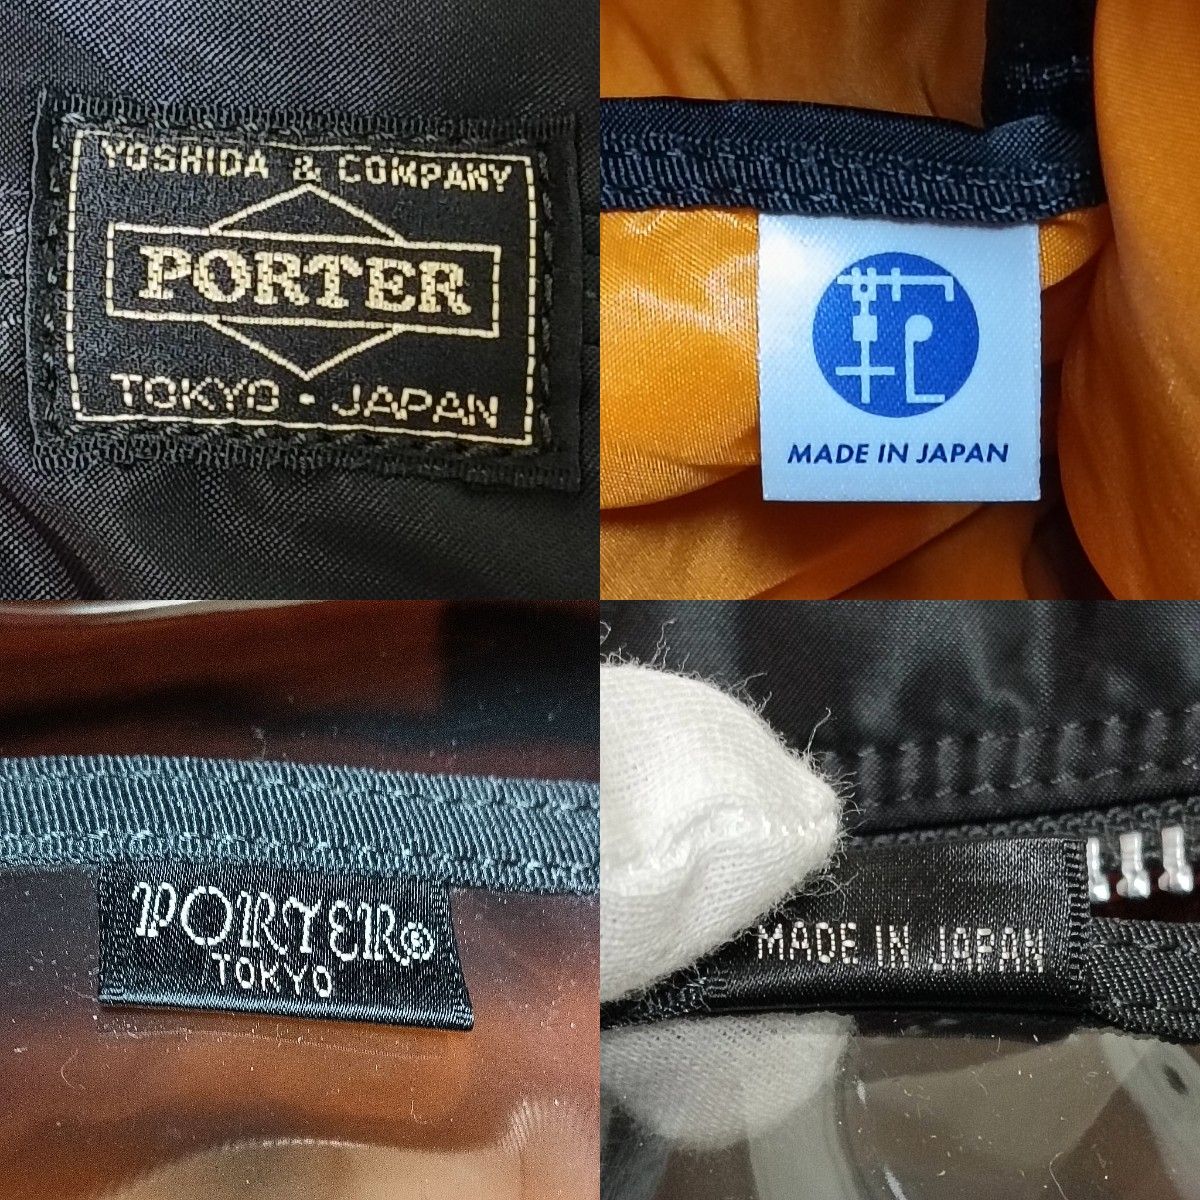 YOSHIDA & COMPANY
PORTER
TOKYO · JAPAN
MADE IN JAPAN
PORTER®
TOKYO
MADE IN JAPAN